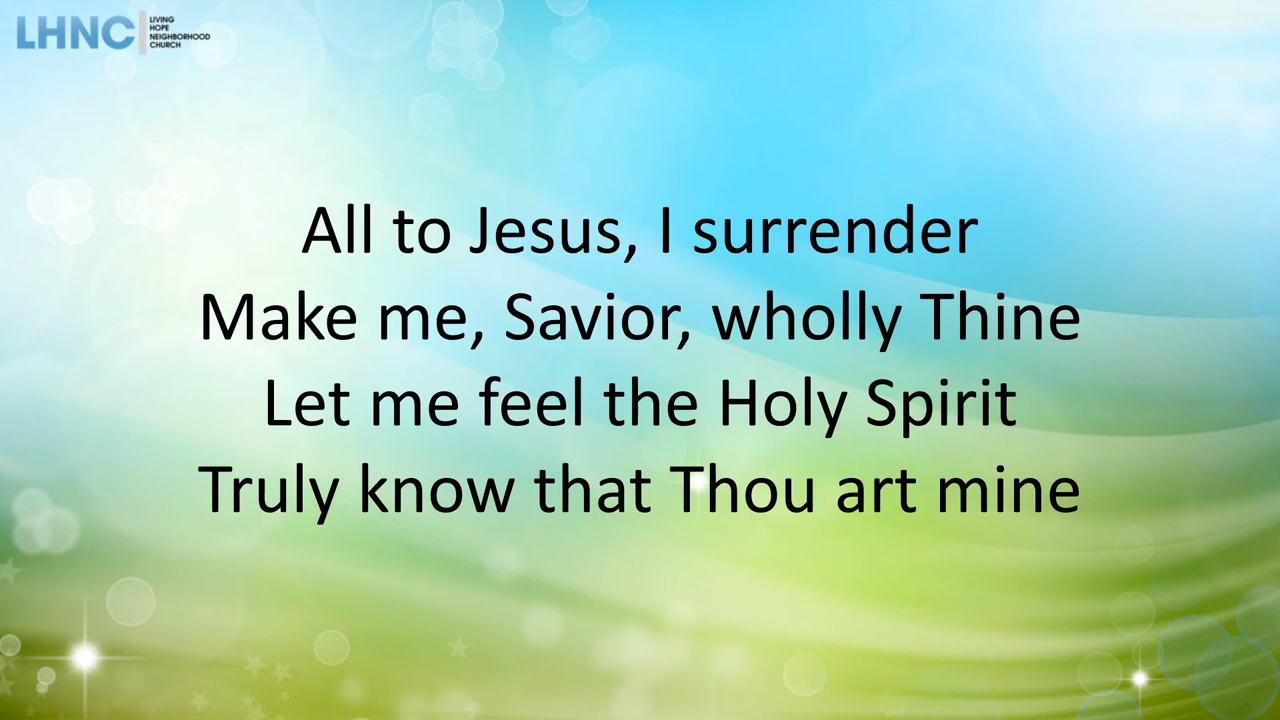 LHNC
LIVING
HOPE
NEIGHBORHOOD
CHURCH
All to Jesus, I surrender
Make me, Savior, wholly Thine
Let me feel the Holy Spirit
Truly know that Thou art mine